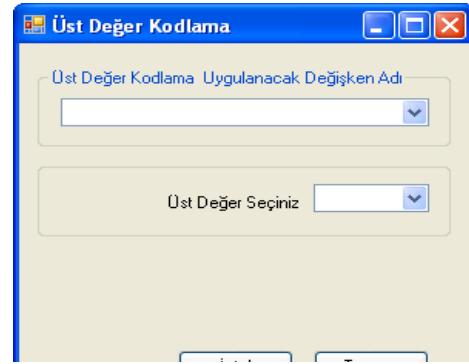 Üst Değer Kodlama
Üst Değer Kodlama Uygulanacak Değişken Adı
Üst Değer Seçiniz